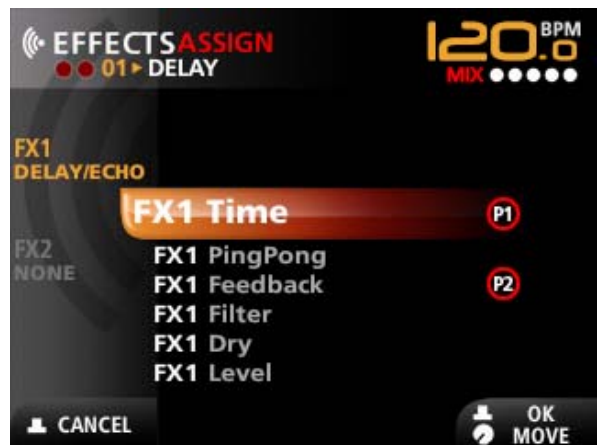 EFFECTSASSIGN
01 DELAY
120.0 BPM
MIX
FX1
DELAY/ECHO
FX1 Time P1
FX2
NONE
FX1 PingPong
FX1 Feedback P2
FX1 Filter
FX1 Dry
FX1 Level
CANCEL
OK
MOVE